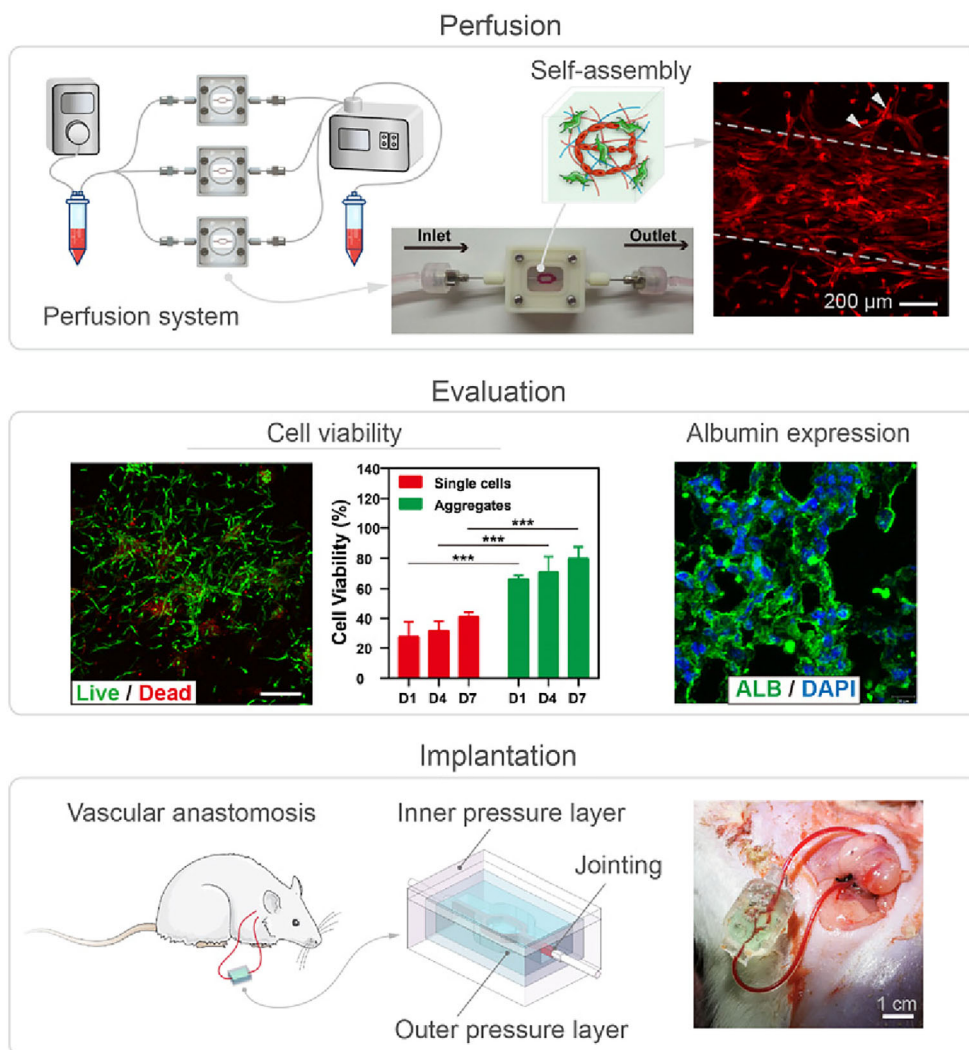 Perfusion
Self-assembly
Inlet
Outlet
200 µm
Perfusion system
Evaluation
Cell viability
Albumin expression
140
120
100
80
60
40
20
0
Cell Viability (%)
Single cells
Aggregates
***
***
***
D1 D4 D7 D1 D4 D7
Live / Dead
ALB / DAPI
Implantation
Vascular anastomosis
Inner pressure layer
Jointing
Outer pressure layer
1 cm